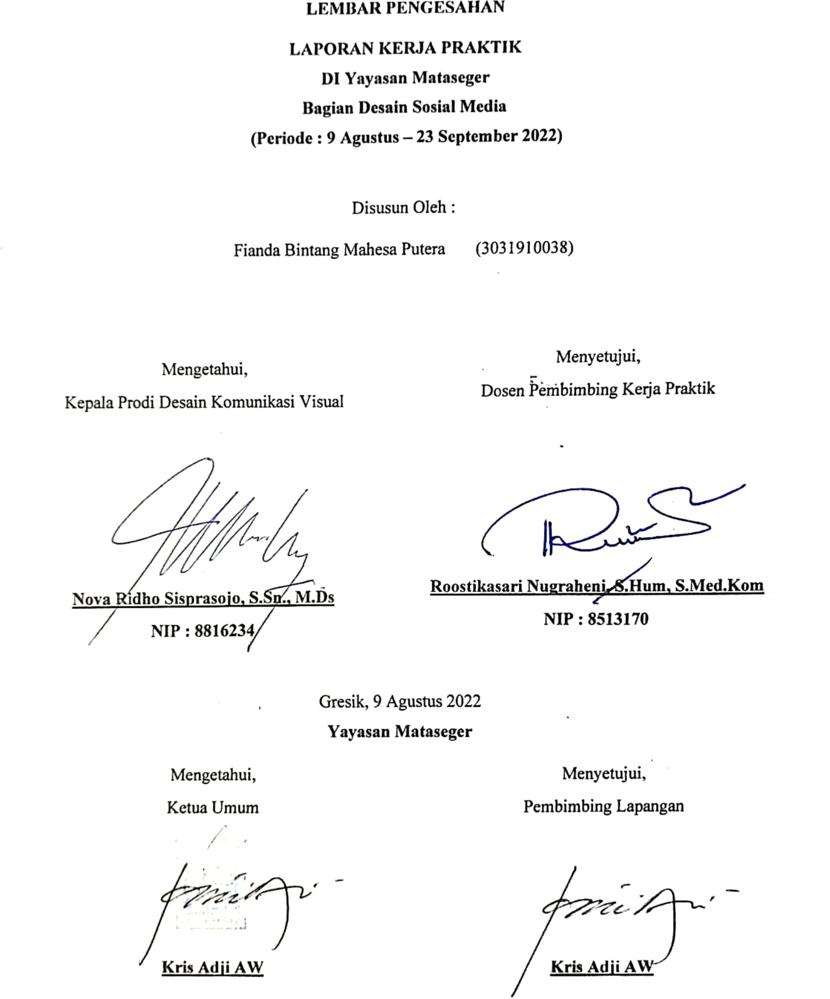 LEMBAR PENGESAHAN
LAPORAN KERJA PRAKTIK
DI Yayasan Mataseger
Bagian Desain Sosial Media
(Periode : 9 Agustus – 23 September 2022)
Disusun Oleh :
Fianda Bintang Mahesa Putera (3031910038)
Mengetahui,
Kepala Prodi Desain Komunikasi Visual
Nova Ridho Sisprasojo, S.Sn., M.Ds
NIP : 8816234
Menyetujui,
Dosen Pembimbing Kerja Praktik
Roostikasari Nugraheni, S.Hum, S.Med.Kom
NIP : 8513170
Gresik, 9 Agustus 2022
Yayasan Mataseger
Mengetahui,
Ketua Umum
Kris Adji AW
Menyetujui,
Pembimbing Lapangan
Kris Adji AW